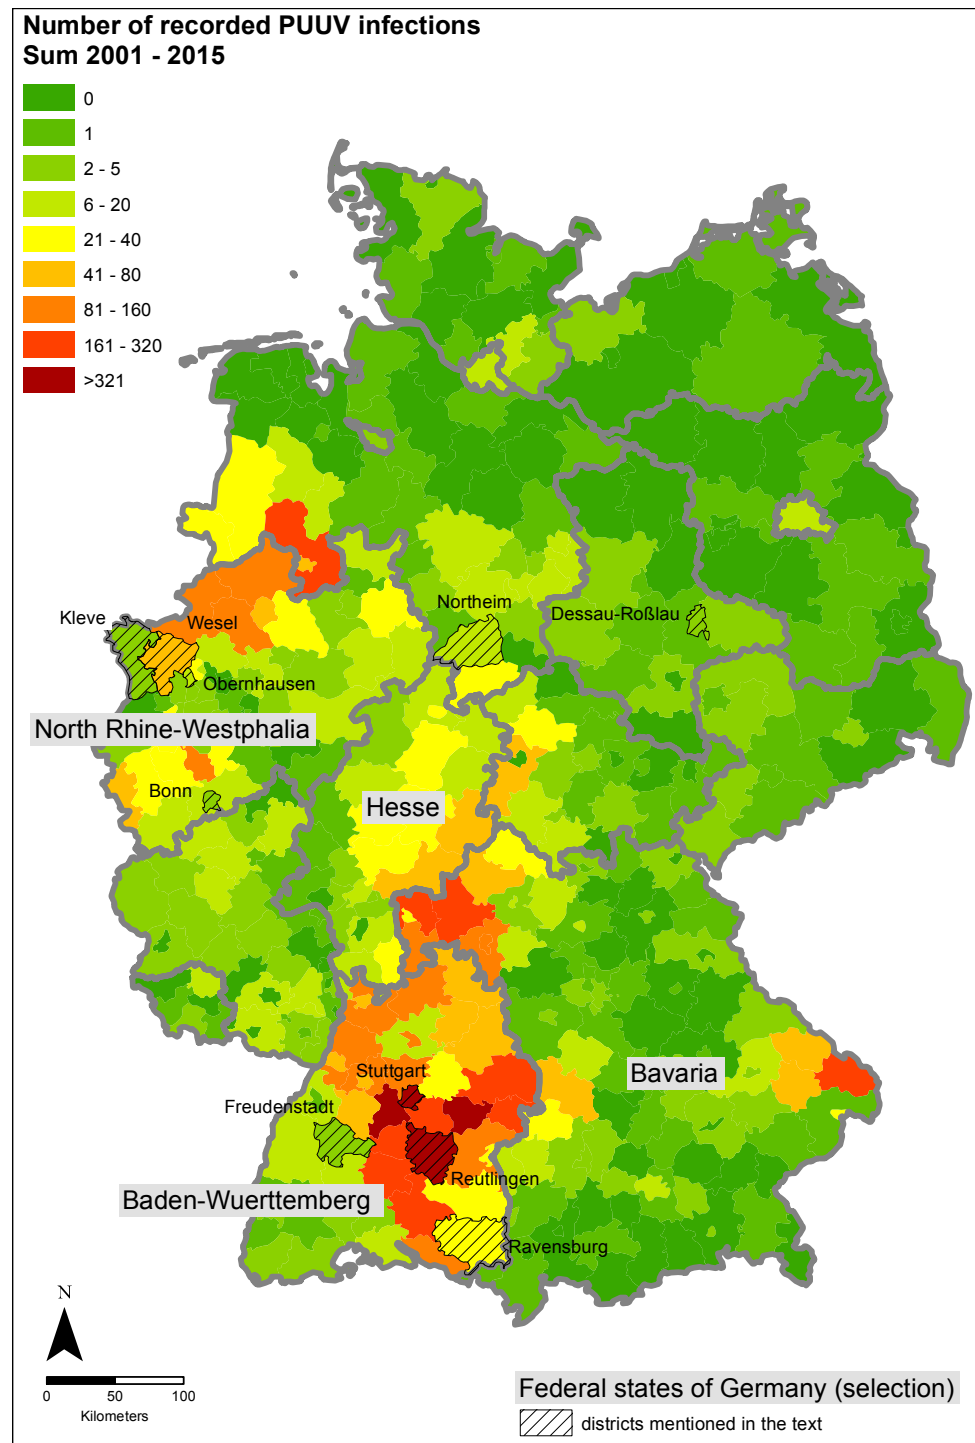 Number of recorded PUUV infections
Sum 2001 - 2015
0
1
2 - 5
6 - 20
21 - 40
41 - 80
81 - 160
161 - 320
>321
Kleve
Wesel
Northeim
Dessau-Roßlau
Obernhausen
North Rhine-Westphalia
Bonn
Hesse
Stuttgart
Bavaria
Freudenstadt
Reutlingen
Baden-Wuerttemberg
Ravensburg
N
0 50 100
Kilometers
Federal states of Germany (selection)
districts mentioned in the text